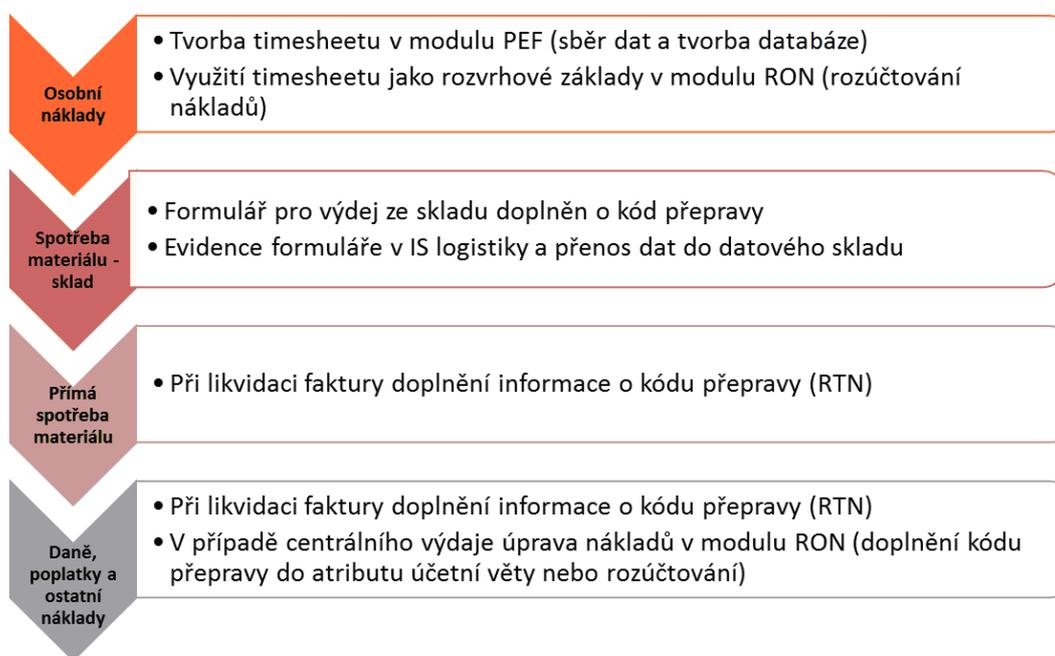 Osobní
náklady
• Tvorba timesheetu v modulu PEF (sběr dat a tvorba databáze)
• Využití timesheetu jako rozvrhové základy v modulu RON (rozúčtování
nákladů)
Spotřeba
materiálu -
sklad
• Formulář pro výdej ze skladu doplněn o kód přepravy
• Evidence formuláře v IS logistiky a přenos dat do datového skladu
Přímá
spotřeba
materiálu
• Při likvidaci faktury doplnění informace o kódu přepravy (RTN)
Daně,
poplatky a
ostatní
náklady
• Při likvidaci faktury doplnění informace o kódu přepravy (RTN)
• V případě centrálního výdaje úprava nákladů v modulu RON (doplnění kódu
přepravy do atributu účetní věty nebo rozúčtování)